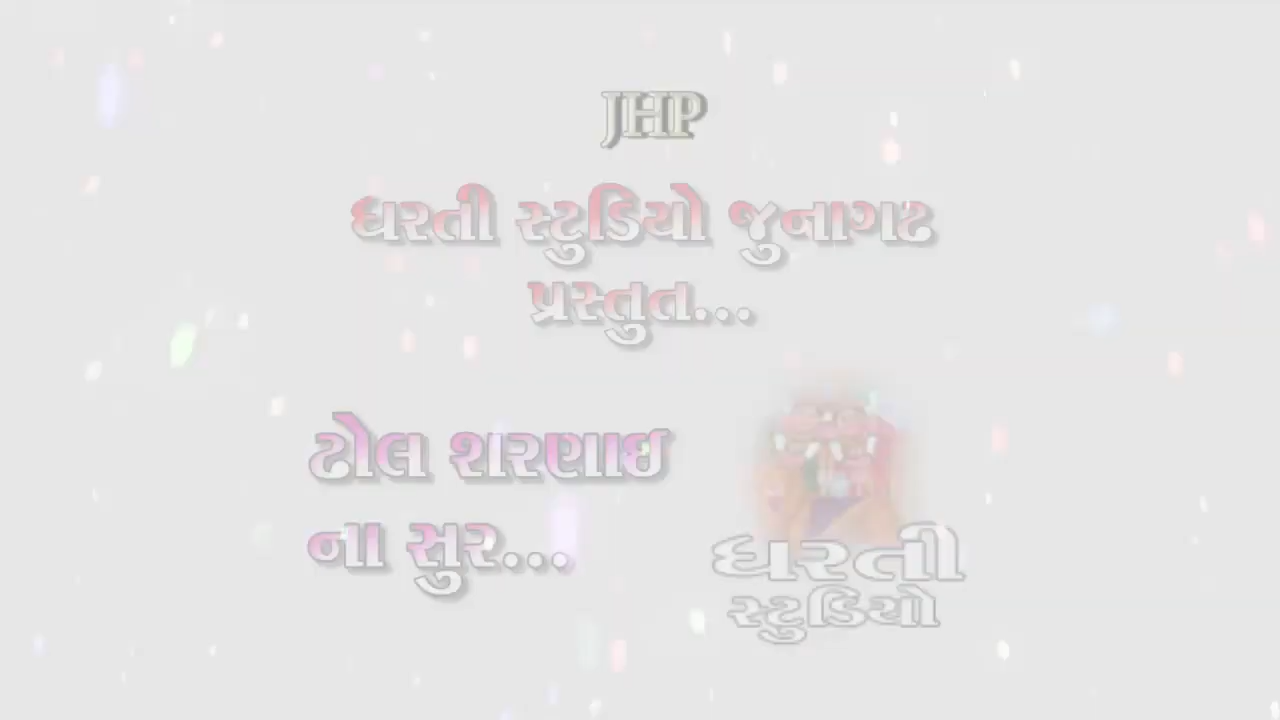 JHP
ધરતી સ્ટુડિયો જુનાગઢ
પ્રસ્તુત...
ઢોલ શરણાઇ
ના સુર...
ધરતી
સ્ટુડિયો